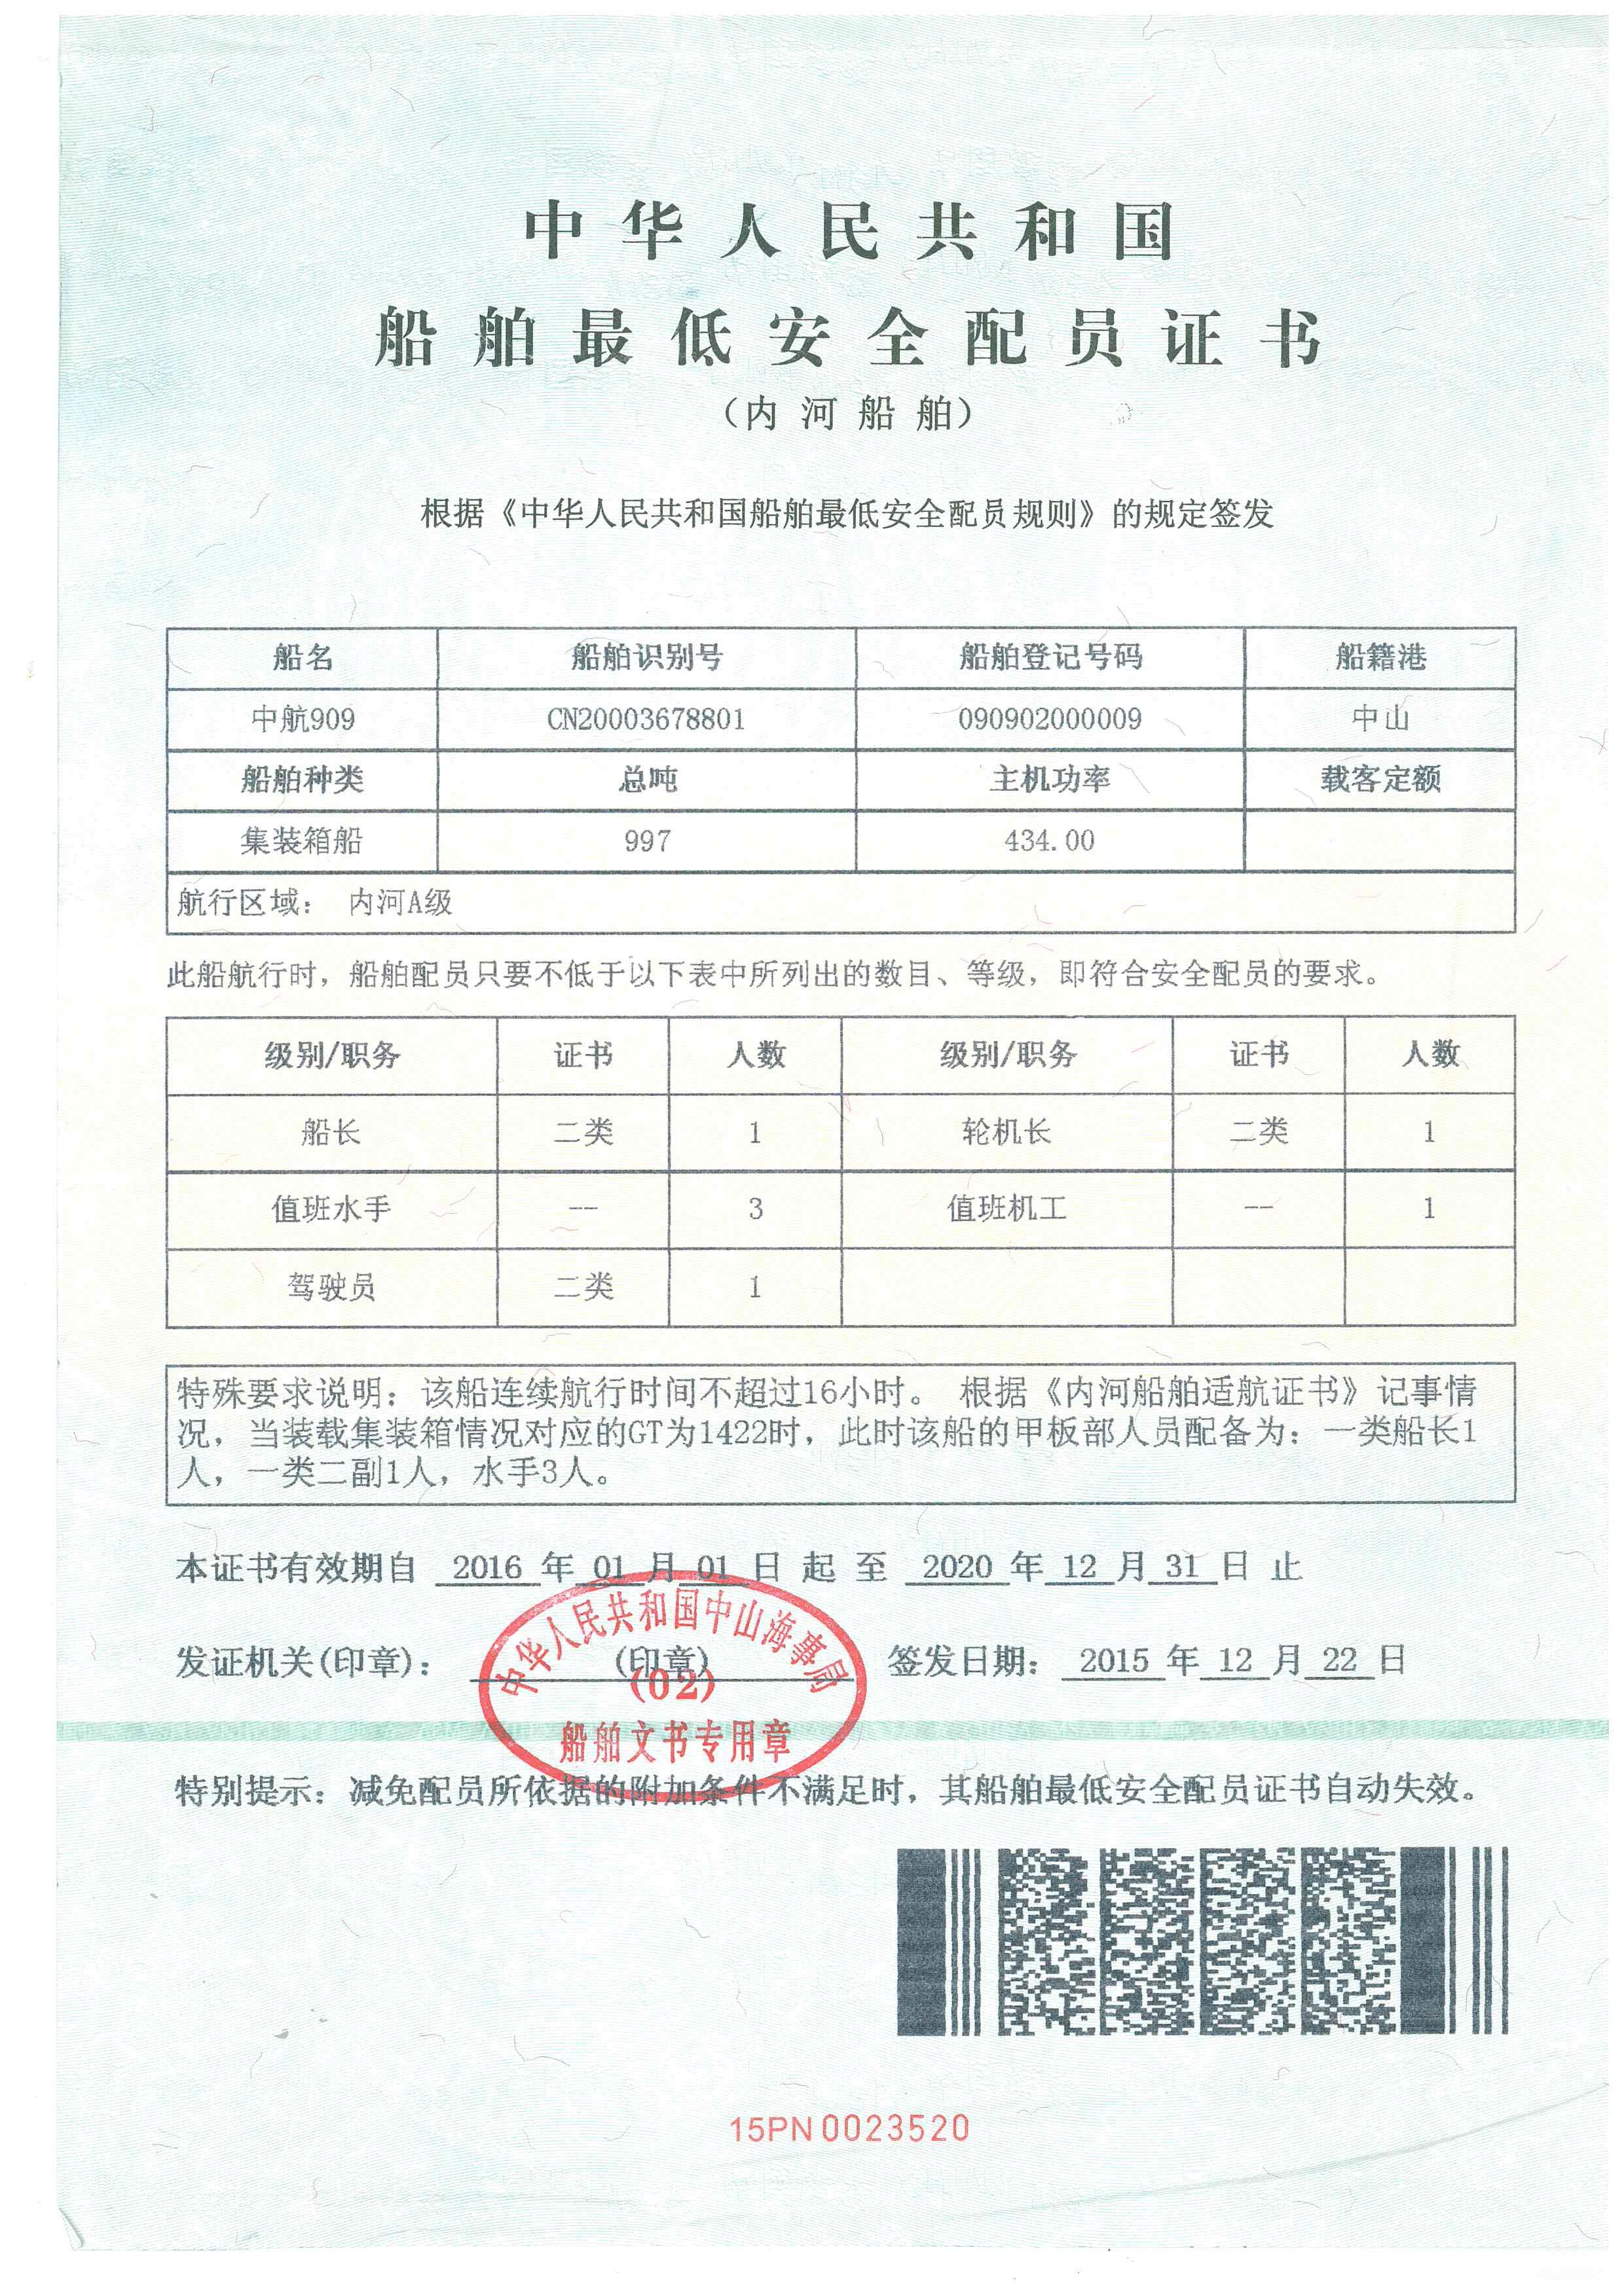 中华人民共和国
船舶最低安全配员证书
（内河船舶）
根据《中华人民共和国船舶最低安全配员规则》的规定签发
船名 船舶识别号 船舶登记号码 船籍港
中航909 CN20003678801 090902000009 中山
船舶种类 总吨 主机功率 载客定额
集装箱船 997 434.00
航行区域： 内河A级
此船航行时，船舶配员只要不低于以下表中所列出的数目、等级，即符合安全配员的要求。
级别/职务 证书 人数 级别/职务 证书 人数
船长 二类 1 轮机长 二类 1
值班水手 -- 3 值班机工 -- 1
驾驶员 二类 1
特殊要求说明：该船连续航行时间不超过16小时。 根据《内河船舶适航证书》记事情
况，当装载集装箱情况对应的GT为1422时，此时该船的甲板部人员配备为：一类船长1
人，一类二副1人，水手3人。
本证书有效期自 2016 年 01 月 01 日 起 至 2020 年 12 月 31 日 止
发证机关(印章)： (印章) 签发日期： 2015 年 12 月 22 日
中华人民共和国中山海事局
(02)
船舶文书专用章
特别提示：减免配员所依据的附加条件不满足时，其船舶最低安全配员证书自动失效。
15PN0023520